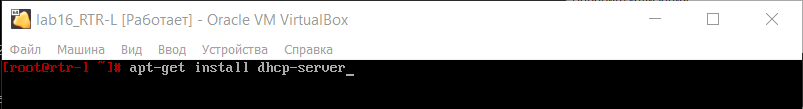 lab16_RTR-L [Работает] - Oracle VM VirtualBox
Файл Машина Вид Ввод Устройства Справка
[root@rtr-l ~]# apt-get install dhcp-server_